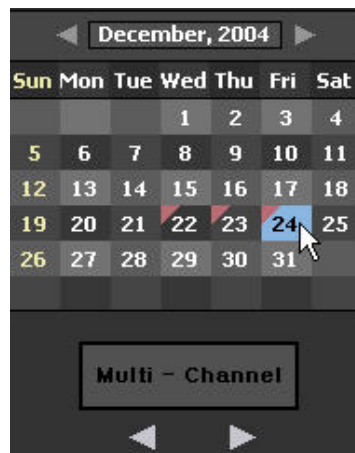 December, 2004
Sun Mon Tue Wed Thu Fri Sat
1 2 3 4
5 6 7 8 9 10 11
12 13 14 15 16 17 18
19 20 21 22 23 24 25
26 27 28 29 30 31
Multi - Channel